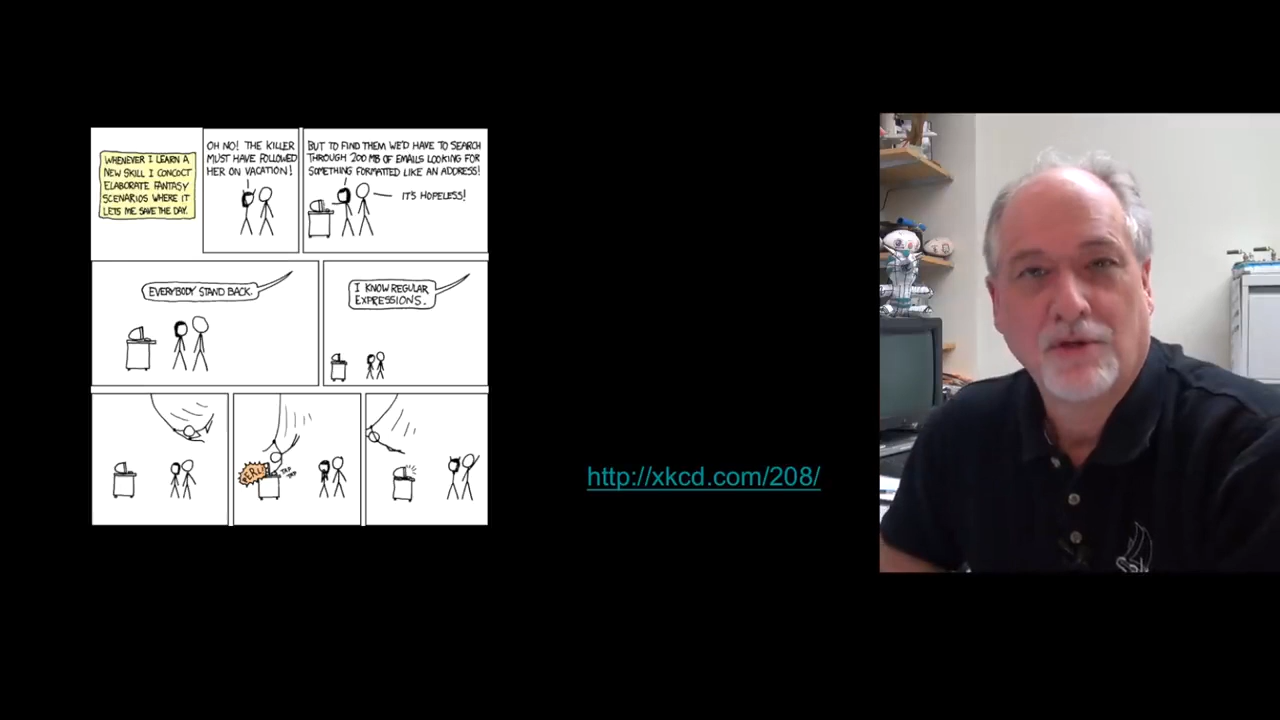 WHENEVER I LEARN A
NEW SKILL I CONCOCT
ELABORATE FANTASY
SCENARIOS WHERE IT
LETS ME SAVE THE DAY.
OH NO! THE KILLER
MUST HAVE FOLLOWED
HER ON VACATION!
BUT TO FIND THEM WE'D HAVE TO SEARCH
THROUGH 200 MB OF EMAILS LOOKING FOR
SOMETHING FORMATTED LIKE AN ADDRESS!
IT'S HOPELESS!
EVERYBODY STAND BACK.
I KNOW REGULAR
EXPRESSIONS.
PERL!
TAP
TAP
http://xkcd.com/208/